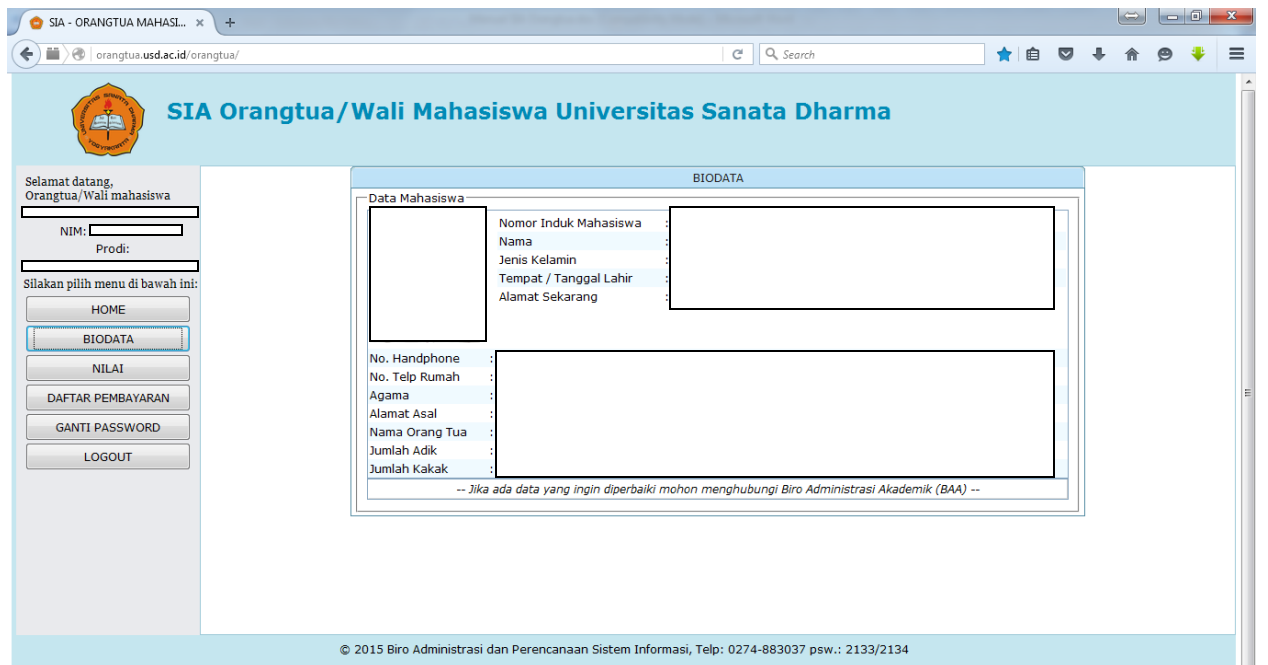 SIA - ORANGTUA MAHASI...
orangtua.usd.ac.id/orangtua/
Search
SIA Orangtua/Wali Mahasiswa Universitas Sanata Dharma
Selamat datang,
Orangtua/Wali mahasiswa
NIM:
Prodi:
Silakan pilih menu di bawah ini:
HOME
BIODATA
NILAI
DAFTAR PEMBAYARAN
GANTI PASSWORD
LOGOUT
BIODATA
Data Mahasiswa
Nomor Induk Mahasiswa :
Nama :
Jenis Kelamin :
Tempat / Tanggal Lahir :
Alamat Sekarang :
No. Handphone :
No. Telp Rumah :
Agama :
Alamat Asal :
Nama Orang Tua :
Jumlah Adik :
Jumlah Kakak :
-- Jika ada data yang ingin diperbaiki mohon menghubungi Biro Administrasi Akademik (BAA) --
© 2015 Biro Administrasi dan Perencanaan Sistem Informasi, Telp: 0274-883037 psw.: 2133/2134